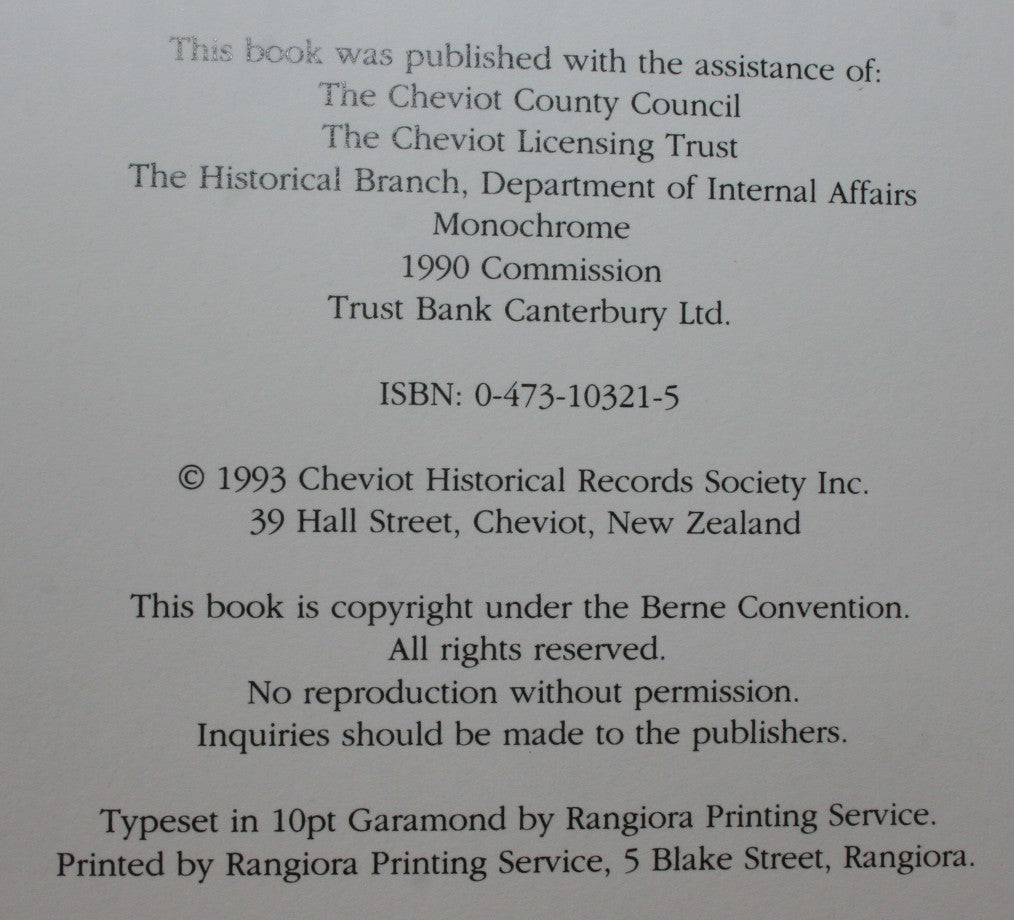 This book was published with the assistance of:
The Cheviot County Council
The Cheviot Licensing Trust
The Historical Branch, Department of Internal Affairs
Monochrome
1990 Commission
Trust Bank Canterbury Ltd.
ISBN: 0-473-10321-5
© 1993 Cheviot Historical Records Society Inc.
39 Hall Street, Cheviot, New Zealand
This book is copyright under the Berne Convention.
All rights reserved.
No reproduction without permission.
Inquiries should be made to the publishers.
Typeset in 10pt Garamond by Rangiora Printing Service.
Printed by Rangiora Printing Service, 5 Blake Street, Rangiora.